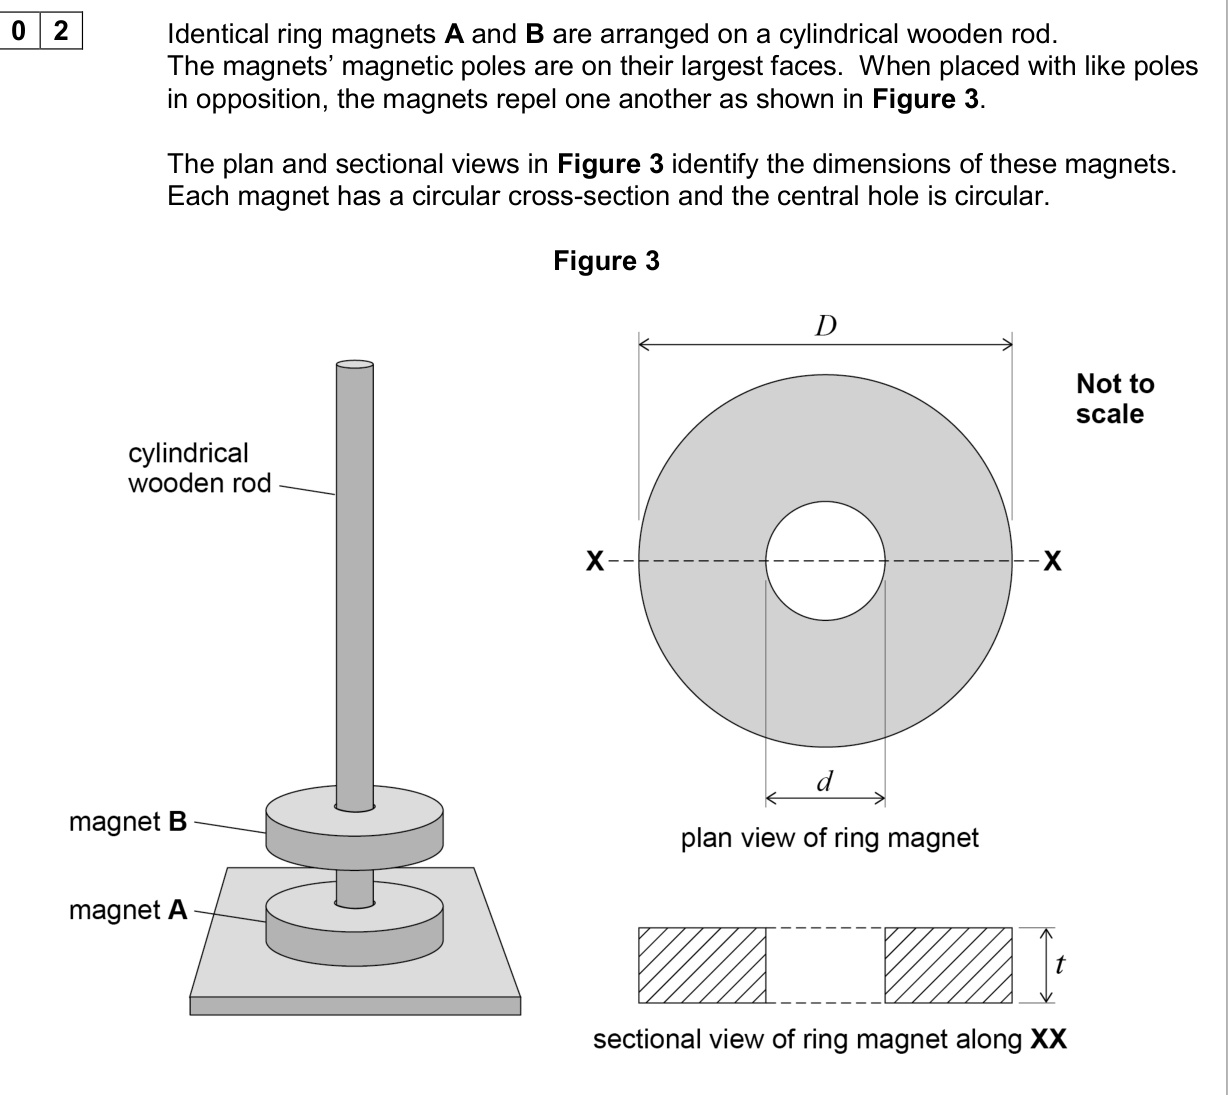 0 2
Identical ring magnets A and B are arranged on a cylindrical wooden rod.
The magnets' magnetic poles are on their largest faces. When placed with like poles
in opposition, the magnets repel one another as shown in Figure 3.
The plan and sectional views in Figure 3 identify the dimensions of these magnets.
Each magnet has a circular cross-section and the central hole is circular.
Figure 3
D
Not to
scale
cylindrical
wooden rod
X
X
d
magnet B
plan view of ring magnet
magnet A
t
sectional view of ring magnet along XX